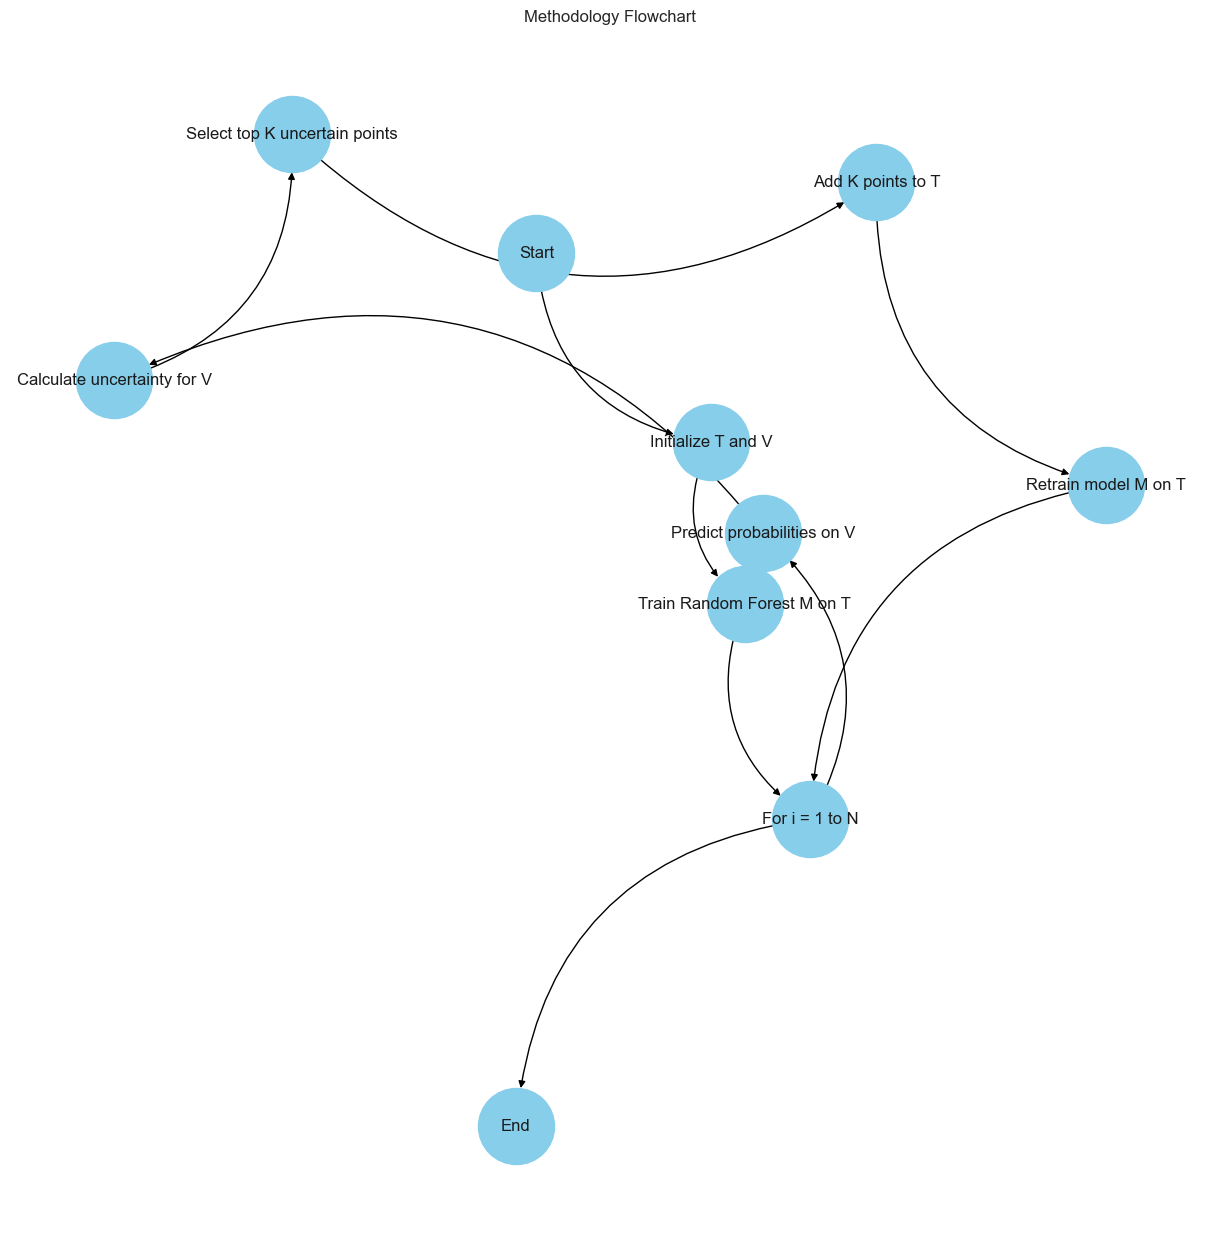 Methodology Flowchart
Select top K uncertain points
Add K points to T
Start
Calculate uncertainty for V
Initialize T and V
Retrain model M on T
Predict probabilities on V
Train Random Forest M on T
For i = 1 to N
End